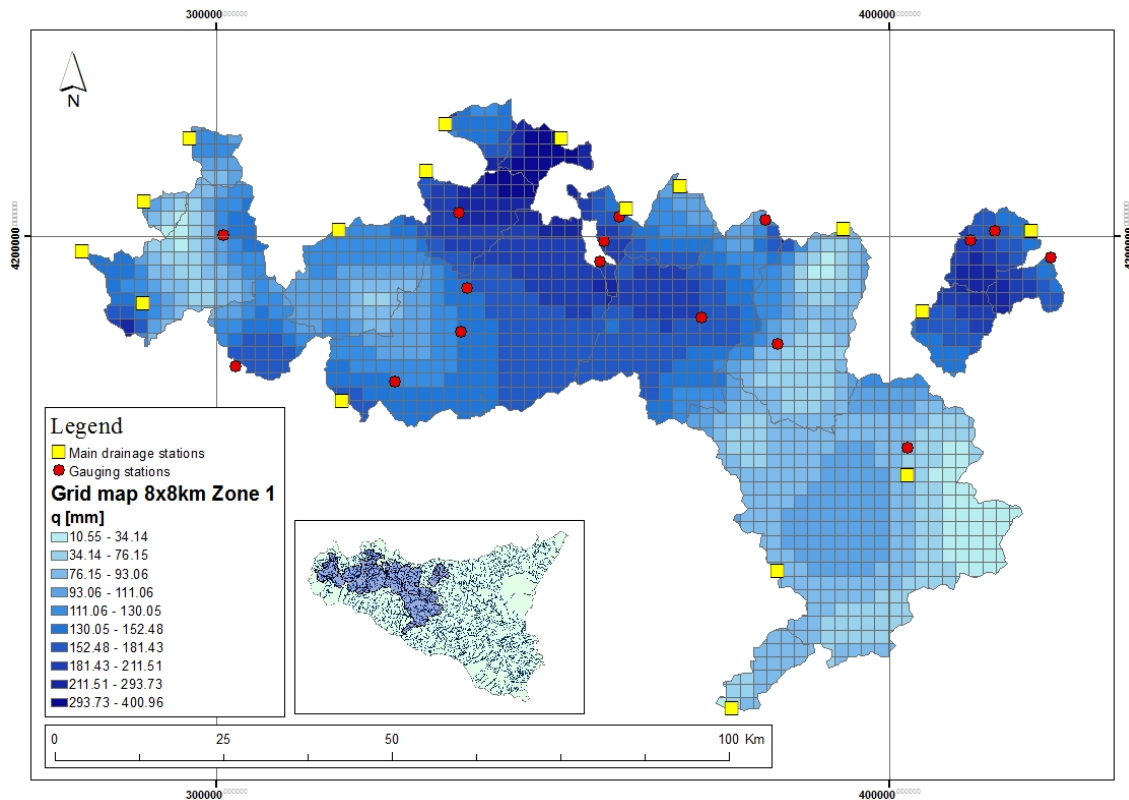 300000
400000
N
420000
420000
Legend
Main drainage stations
Gauging stations
Grid map 8x8km Zone 1
q [mm]
10.55 - 34.14
34.14 - 76.15
76.15 - 93.06
93.06 - 111.06
111.06 - 130.05
130.05 - 152.48
152.48 - 181.43
181.43 - 211.51
211.51 - 293.73
293.73 - 400.96
0 25 50 100 Km
300000
400000